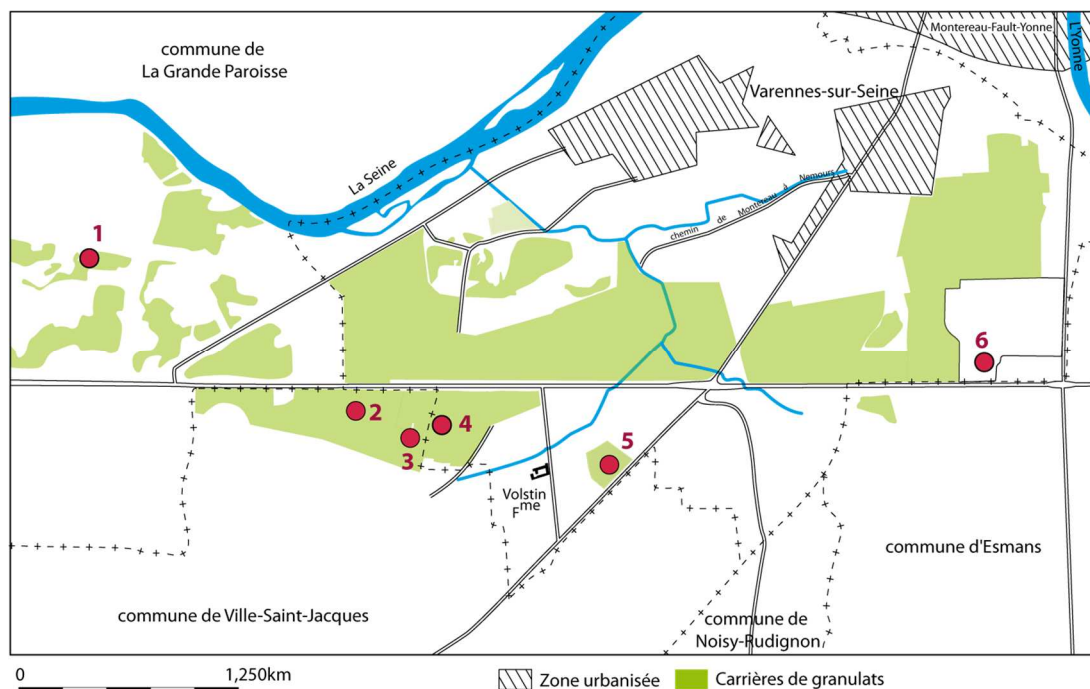 commune de
La Grande Paroisse
Montereau-Fault-Yonne
L'Yonne
Varennes-sur-Seine
La Seine
chemin de Montereau à Nemours
1
2
3
4
5
6
Volstin
Fme
commune d'Esmans
commune de Ville-Saint-Jacques
commune de
Noisy-Rudignon
0 1,250km
Zone urbanisée
Carrières de granulats